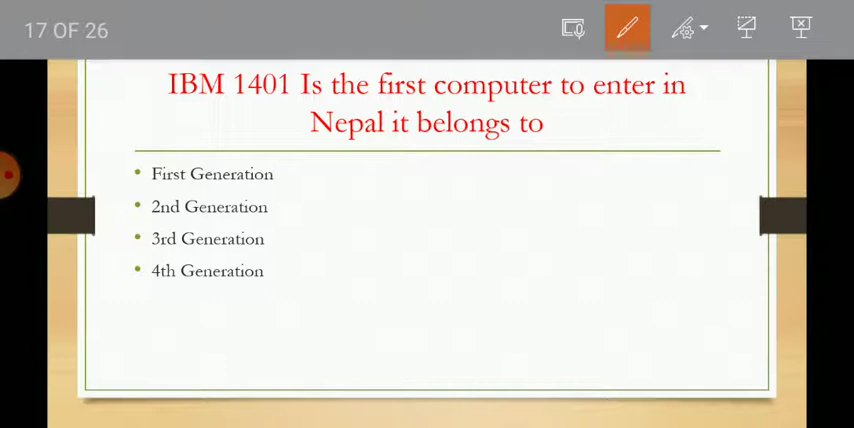 17 OF 26
IBM 1401 Is the first computer to enter in
Nepal it belongs to
First Generation
2nd Generation
3rd Generation
4th Generation